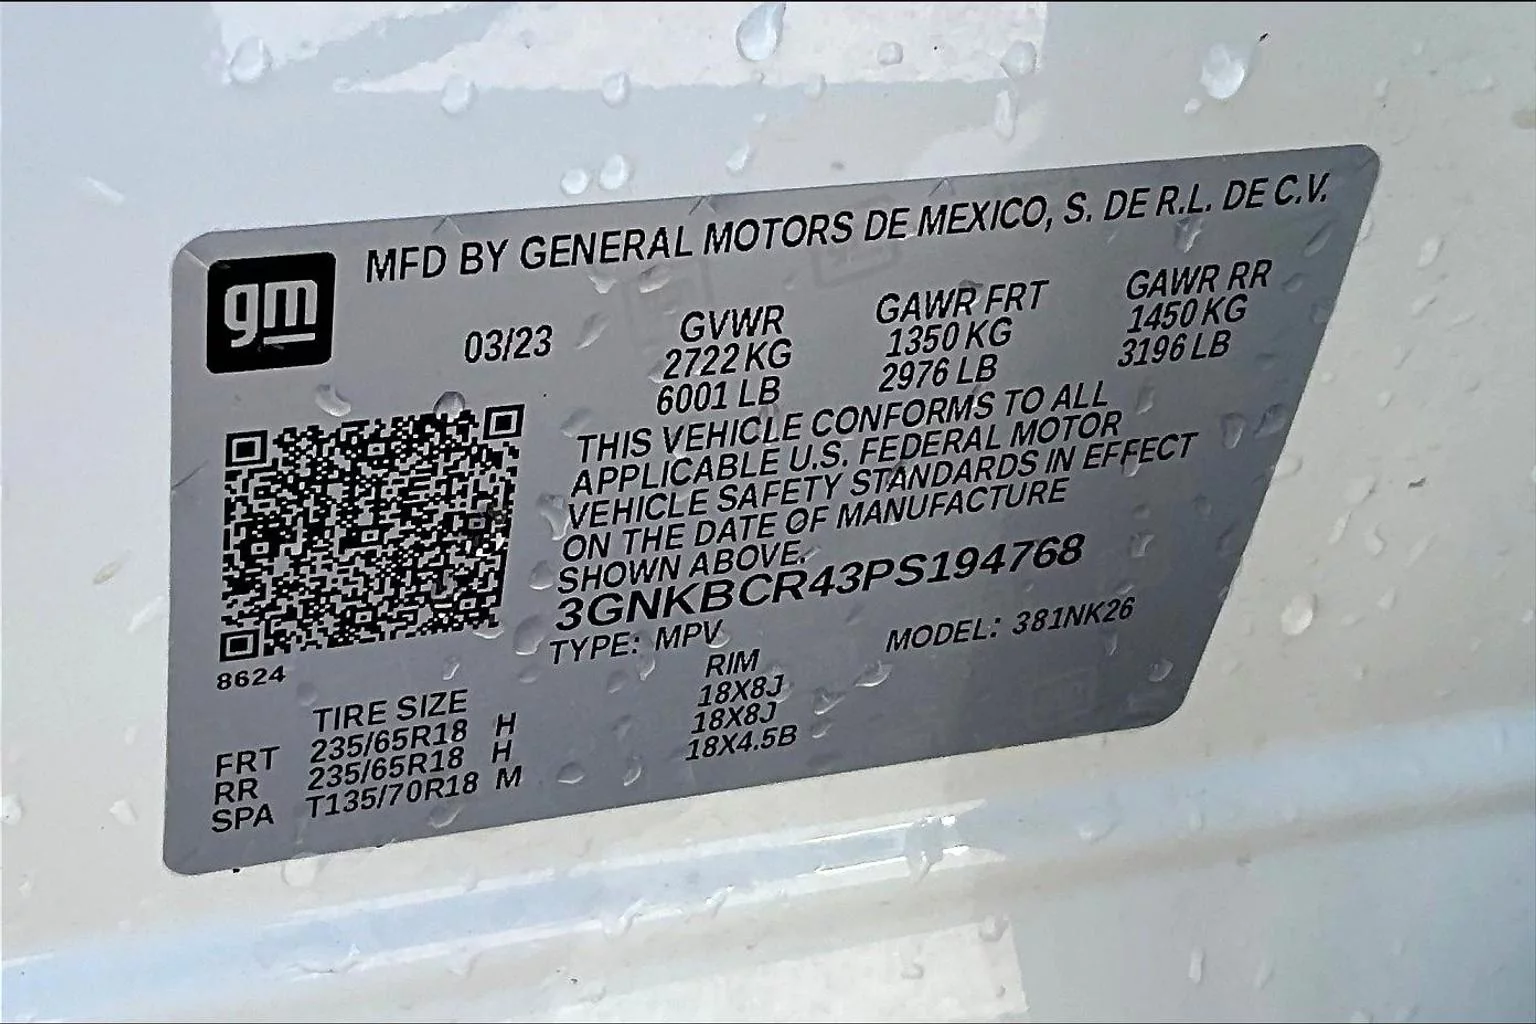 gm
MFD BY GENERAL MOTORS DE MEXICO, S. DE R.L. DE C.V.
03/23
GVWR GAWR FRT GAWR RR
2722 KG 1350 KG 1450 KG
6001 LB 2976 LB 3196 LB
THIS VEHICLE CONFORMS TO ALL
APPLICABLE U.S. FEDERAL MOTOR
VEHICLE SAFETY STANDARDS IN EFFECT
ON THE DATE OF MANUFACTURE
SHOWN ABOVE.
3GNKBCR43PS194768
TYPE: MPV MODEL: 381NK26
8624
TIRE SIZE RIM
FRT 235/65R18 H 18X8J
RR 235/65R18 H 18X8J
SPA T135/70R18 M 18X4.5B